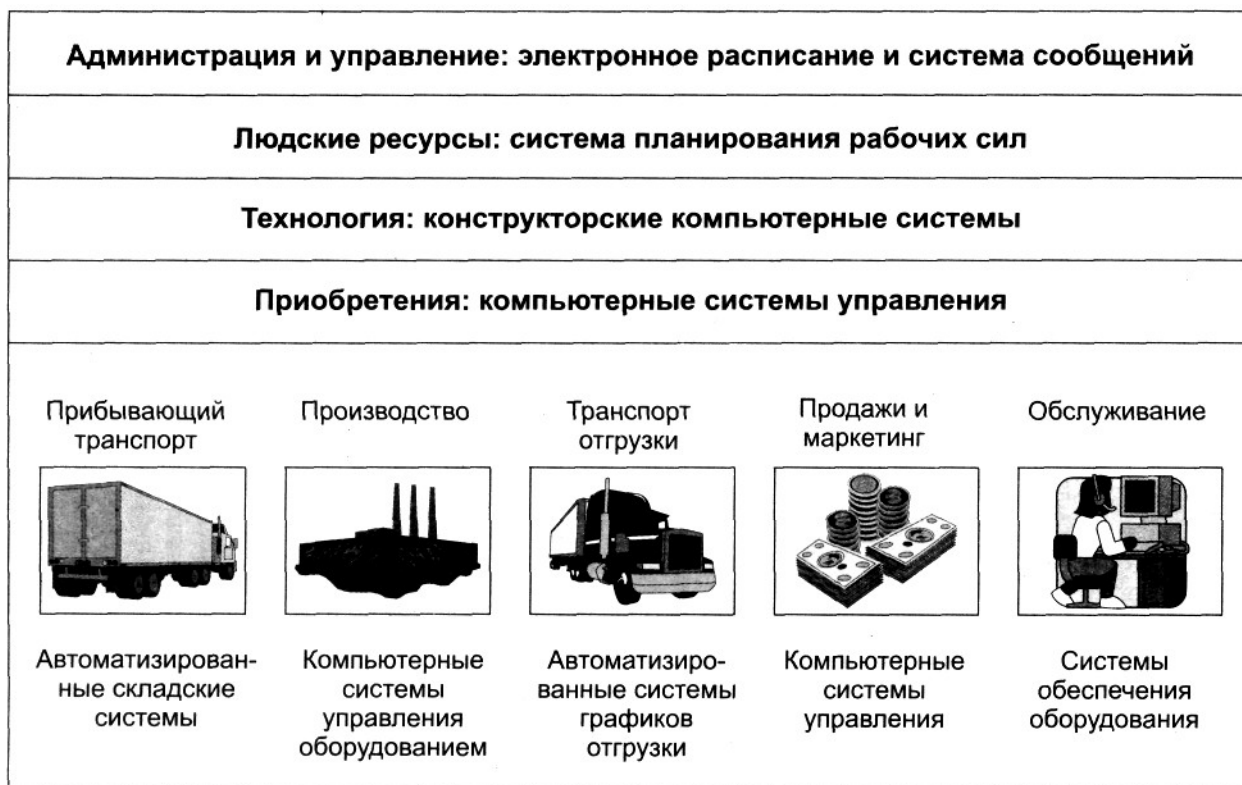 Администрация и управление: электронное расписание и система сообщений
Людские ресурсы: система планирования рабочих сил
Технология: конструкторские компьютерные системы
Приобретения: компьютерные системы управления
Прибывающий
транспорт
Производство
Транспорт
отгрузки
Продажи и
маркетинг
Обслуживание
Автоматизирован-
ные складские
системы
Компьютерные
системы
управления
оборудованием
Автоматизиро-
ванные системы
графиков
отгрузки
Компьютерные
системы
управления
Системы
обеспечения
оборудования